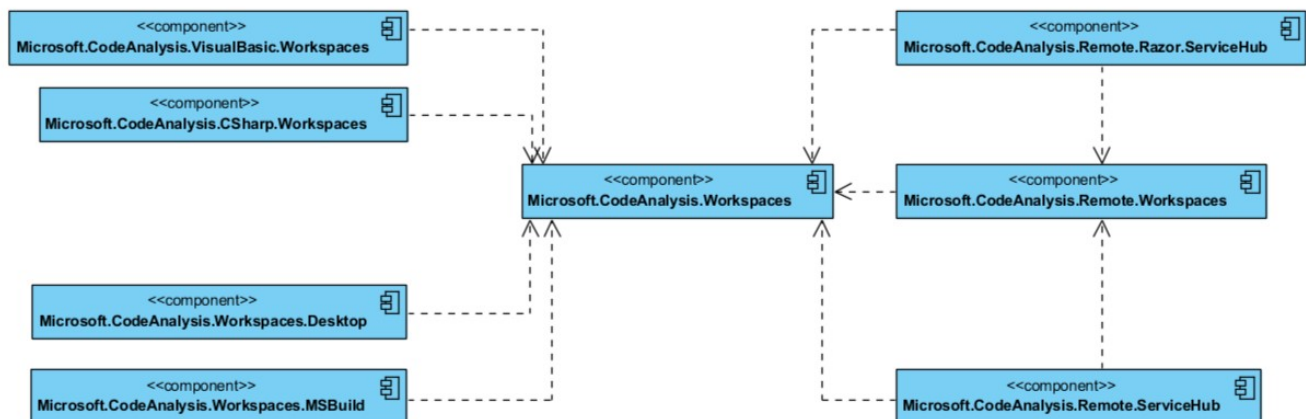 <<component>>
Microsoft.CodeAnalysis.VisualBasic.Workspaces
<<component>>
Microsoft.CodeAnalysis.Remote.Razor.ServiceHub
<<component>>
Microsoft.CodeAnalysis.CSharp.Workspaces
<<component>>
Microsoft.CodeAnalysis.Workspaces
<<component>>
Microsoft.CodeAnalysis.Remote.Workspaces
<<component>>
Microsoft.CodeAnalysis.Workspaces.Desktop
<<component>>
Microsoft.CodeAnalysis.Workspaces.MSBuild
<<component>>
Microsoft.CodeAnalysis.Remote.ServiceHub